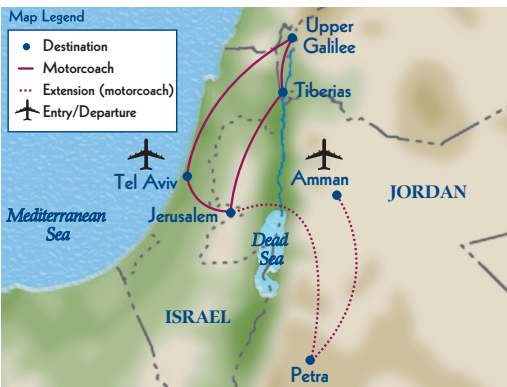 Map Legend
Destination
Motorcoach
Extension (motorcoach)
Entry/Departure
Upper
Galilee
Tiberias
Tel Aviv
Amman
JORDAN
Jerusalem
Mediterranean
Sea
Dead
Sea
ISRAEL
Petra